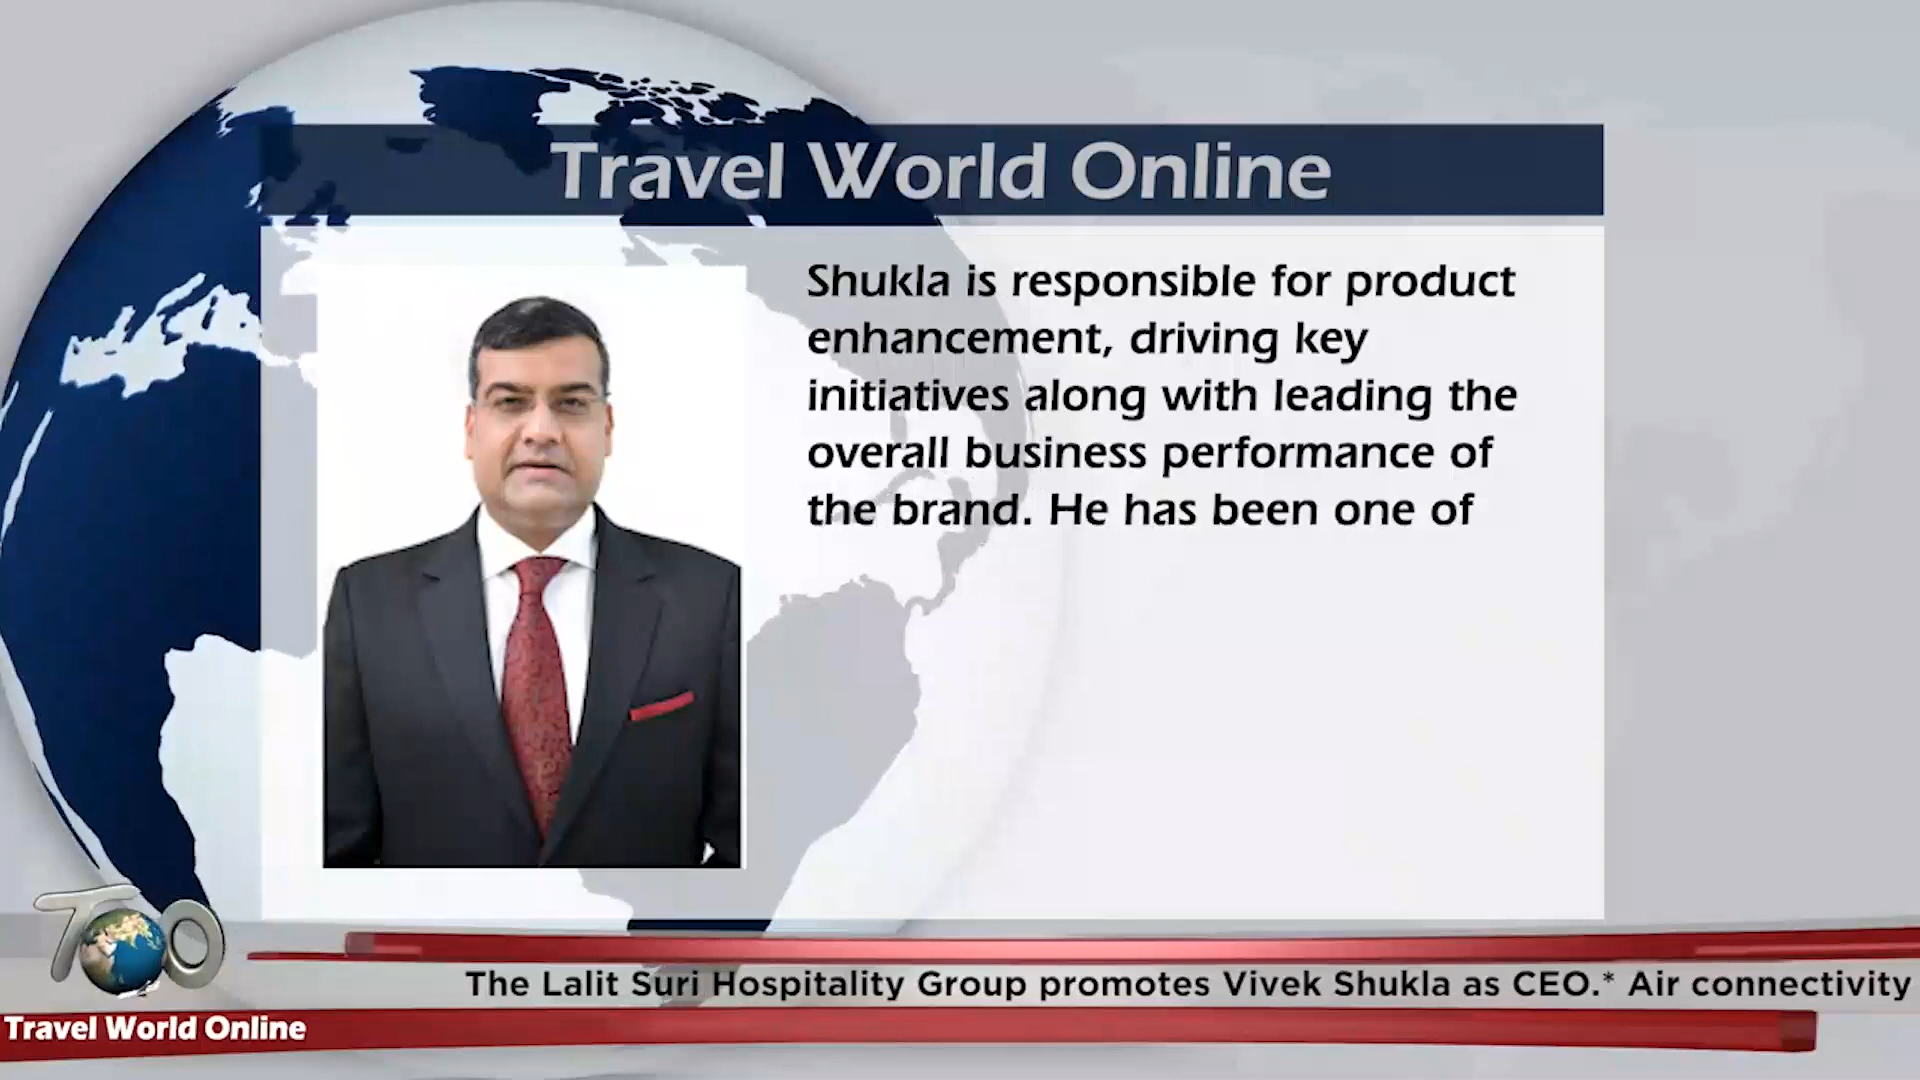 Travel World Online
Shukla is responsible for product
enhancement, driving key
initiatives along with leading the
overall business performance of
the brand. He has been one of
The Lalit Suri Hospitality Group promotes Vivek Shukla as CEO.* Air connectivity
Travel World Online